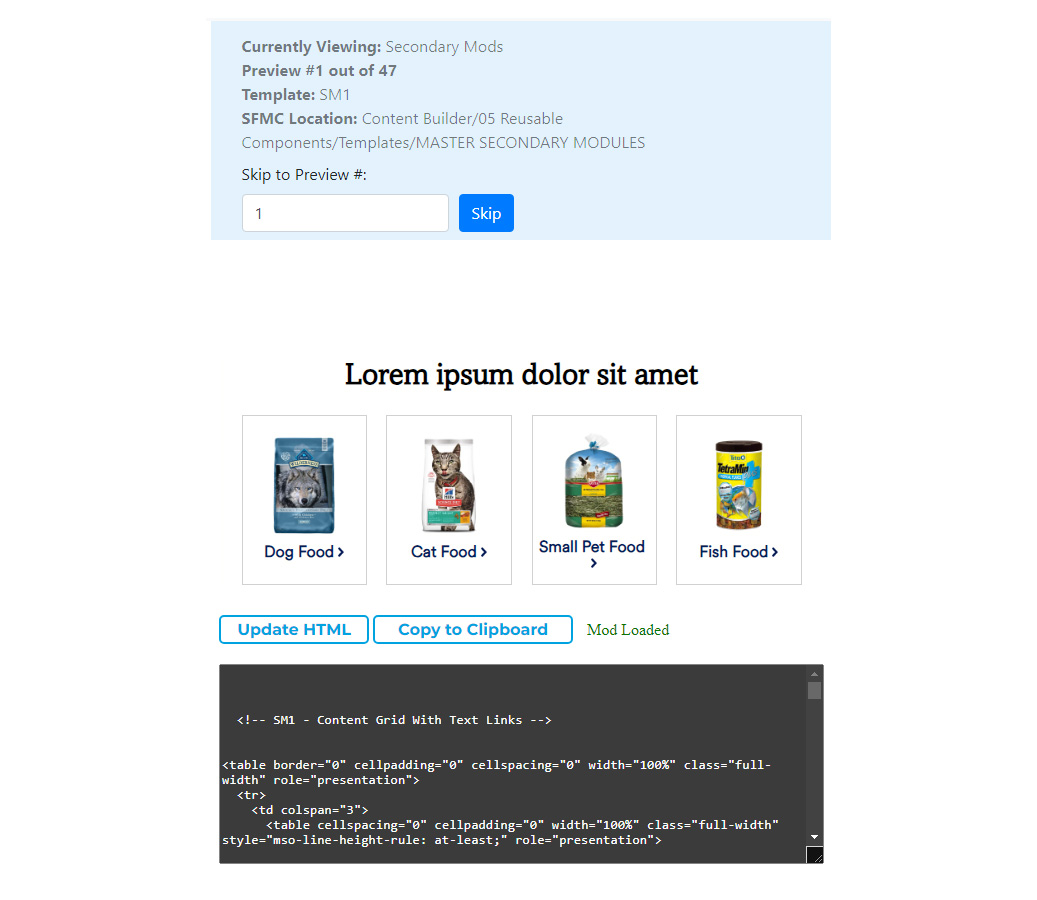 Currently Viewing: Secondary Mods
Preview #1 out of 47
Template: SM1
SFMC Location: Content Builder/05 Reusable
Components/Templates/MASTER SECONDARY MODULES
Skip to Preview #:
1
Skip
Lorem ipsum dolor sit amet
TetraMin
Dog Food >
Cat Food >
Small Pet Food
>
Fish Food >
Update HTML
Copy to Clipboard
Mod Loaded
<!-- SM1 - Content Grid With Text Links -->
<table border="0" cellpadding="0" cellspacing="0" width="100%" class="full-
width" role="presentation">
<tr>
<td colspan="3">
<table cellspacing="0" cellpadding="0" width="100%" class="full-width"
style="mso-line-height-rule: at-least;" role="presentation">